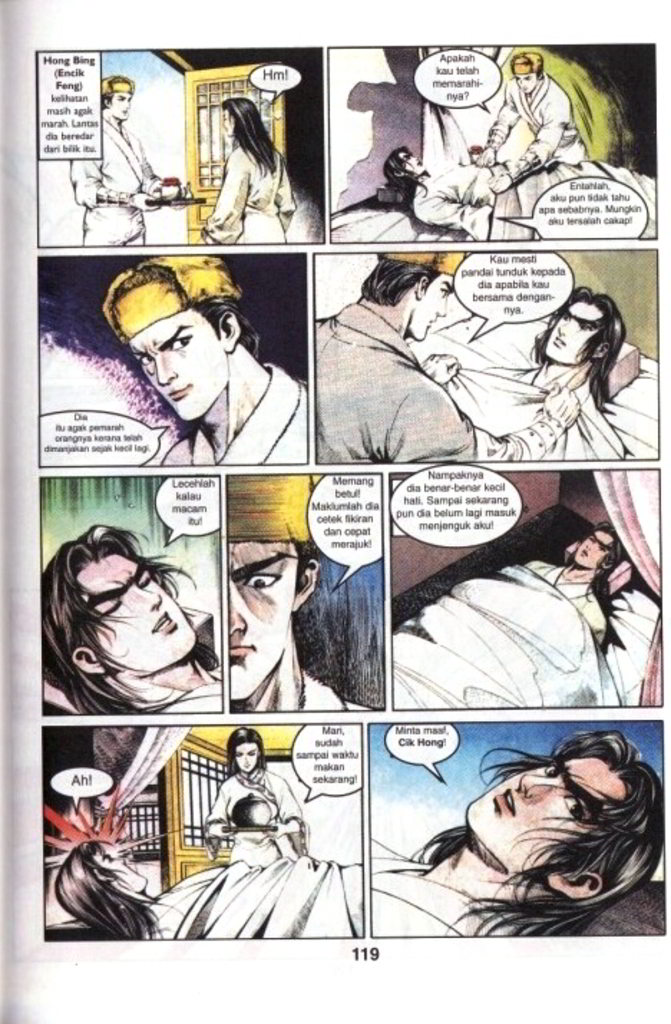 Hong Bing
(Encik
Feng)
kelihatan
masih agak
marah. Lantas
dia beredar
dari bilik itu.
Hm!
Apakah
kau telah
memarahi-
nya?
Entahlah,
aku pun tidak tahu
apa sebabnya. Mungkin
aku tersalah cakap!
Dia
itu agak pemarah
orangnya kerana telah
dimanjakan sejak kecil lagi.
Kau mesti
pandai tunduk kepada
dia apabila kau
bersama dengan-
nya.
Lecehlah
kalau
macam
itu!
Memang
betul!
Maklumlah dia
cetek fikiran
dan cepat
merajuk!
Nampaknya
dia benar-benar kecil
hati. Sampai sekarang
pun dia belum lagi masuk
menjenguk aku!
Ah!
Mari,
sudah
sampai waktu
makan
sekarang!
Minta maaf,
Cik Hong!
119